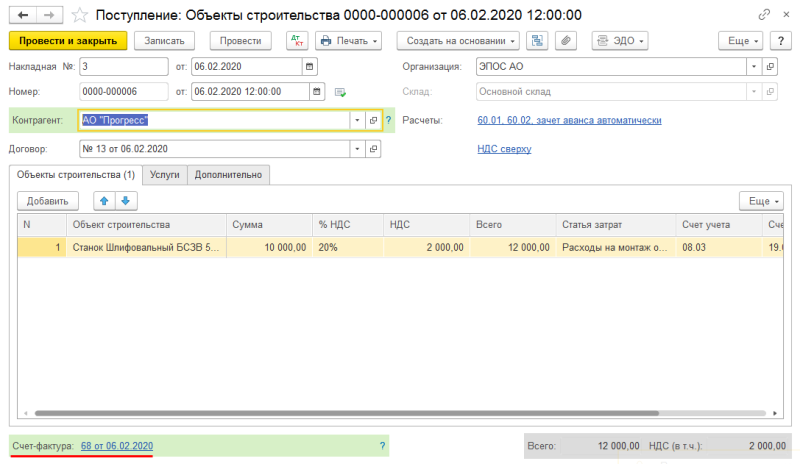 Поступление: Объекты строительства 0000-000006 от 06.02.2020 12:00:00
Провести и закрыть Записать Провести Дт Кт Печать Создать на основании ЭДО Еще ?
Накладная №: 3 от: 06.02.2020 Организация: ЭПОС АО
Номер: 0000-000006 от: 06.02.2020 12:00:00 Склад: Основной склад
Контрагент: АО "Прогресс" ? Расчеты: 60.01, 60.02, зачет аванса автоматически
Договор: № 13 от 06.02.2020 НДС сверху
Объекты строительства (1) Услуги Дополнительно
Добавить Еще
N Объект строительства Сумма % НДС НДС Всего Статья затрат Счет учета Сче
1 Станок Шлифовальный БСЗВ 5... 10 000,00 20% 2 000,00 12 000,00 Расходы на монтаж о... 08.03 19.0
Счет-фактура: 68 от 06.02.2020 ? Всего: 12 000,00 НДС (в т.ч.): 2 000,00